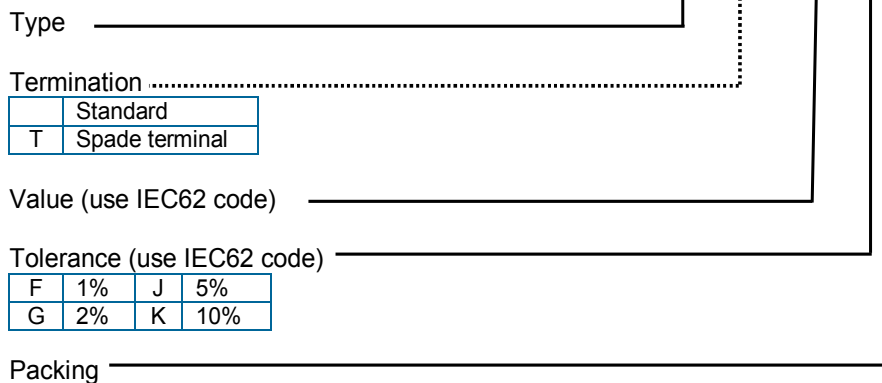 Type
Termination
Standard
T Spade terminal
Value (use IEC62 code)
Tolerance (use IEC62 code)
F 1% J 5%
G 2% K 10%
Packing